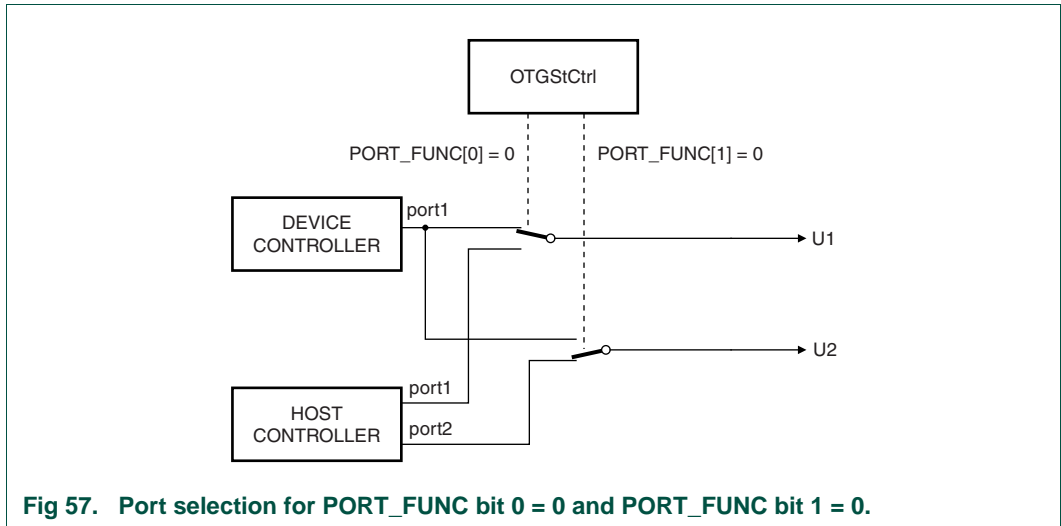 OTGStCtrl
PORT_FUNC[0] = 0
PORT_FUNC[1] = 0
DEVICE
CONTROLLER
port1
U1
U2
HOST
CONTROLLER
port1
port2
Fig 57. Port selection for PORT_FUNC bit 0 = 0 and PORT_FUNC bit 1 = 0.